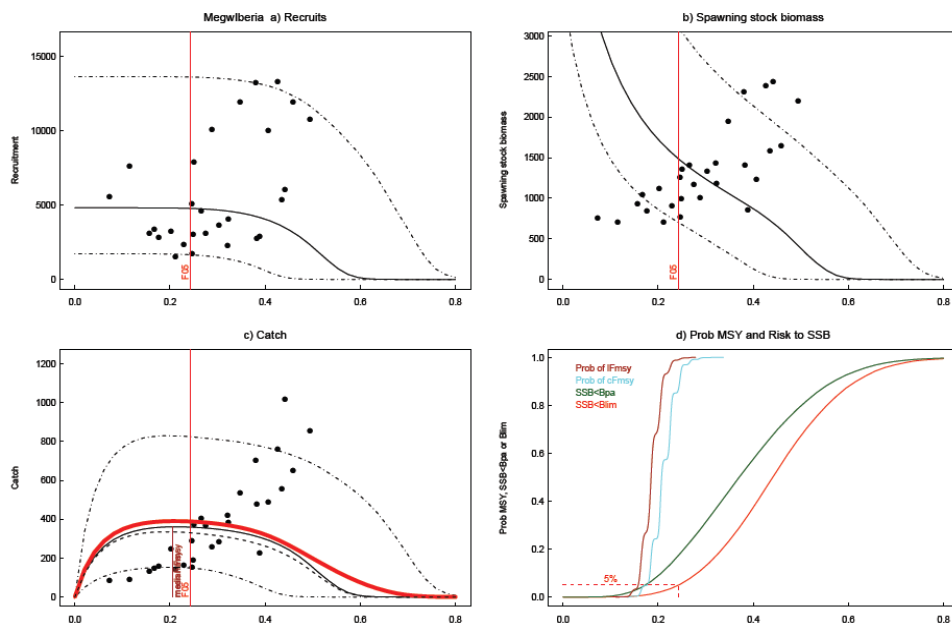 MegwIberia a) Recruits
b) Spawning stock biomass
Recruitment
15000
10000
5000
0
F05
0.0 0.2 0.4 0.6 0.8
Spawning stock biomass
3000
2500
2000
1500
1000
500
0
F05
0.0 0.2 0.4 0.6 0.8
c) Catch
d) Prob MSY and Risk to SSB
Catch
1200
1000
800
600
400
200
0
F05
0.0 0.2 0.4 0.6 0.8
Prob MSY, SSB<Bpa or Blim
1.0
0.8
0.6
0.4
0.2
0.0
Prob of lFmsy
Prob of cFmsy
SSB<Bpa
SSB<Blim
5%
0.0 0.2 0.4 0.6 0.8